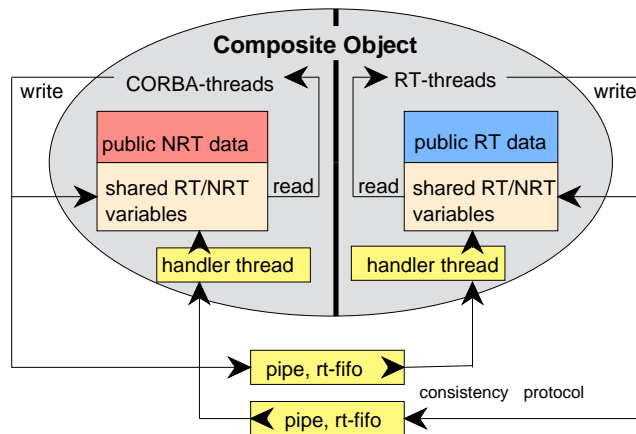 Composite Object
write
CORBA-threads
RT-threads
write
public NRT data
public RT data
shared RT/NRT
variables
read
read
shared RT/NRT
variables
handler thread
handler thread
pipe, rt-fifo
consistency protocol
pipe, rt-fifo